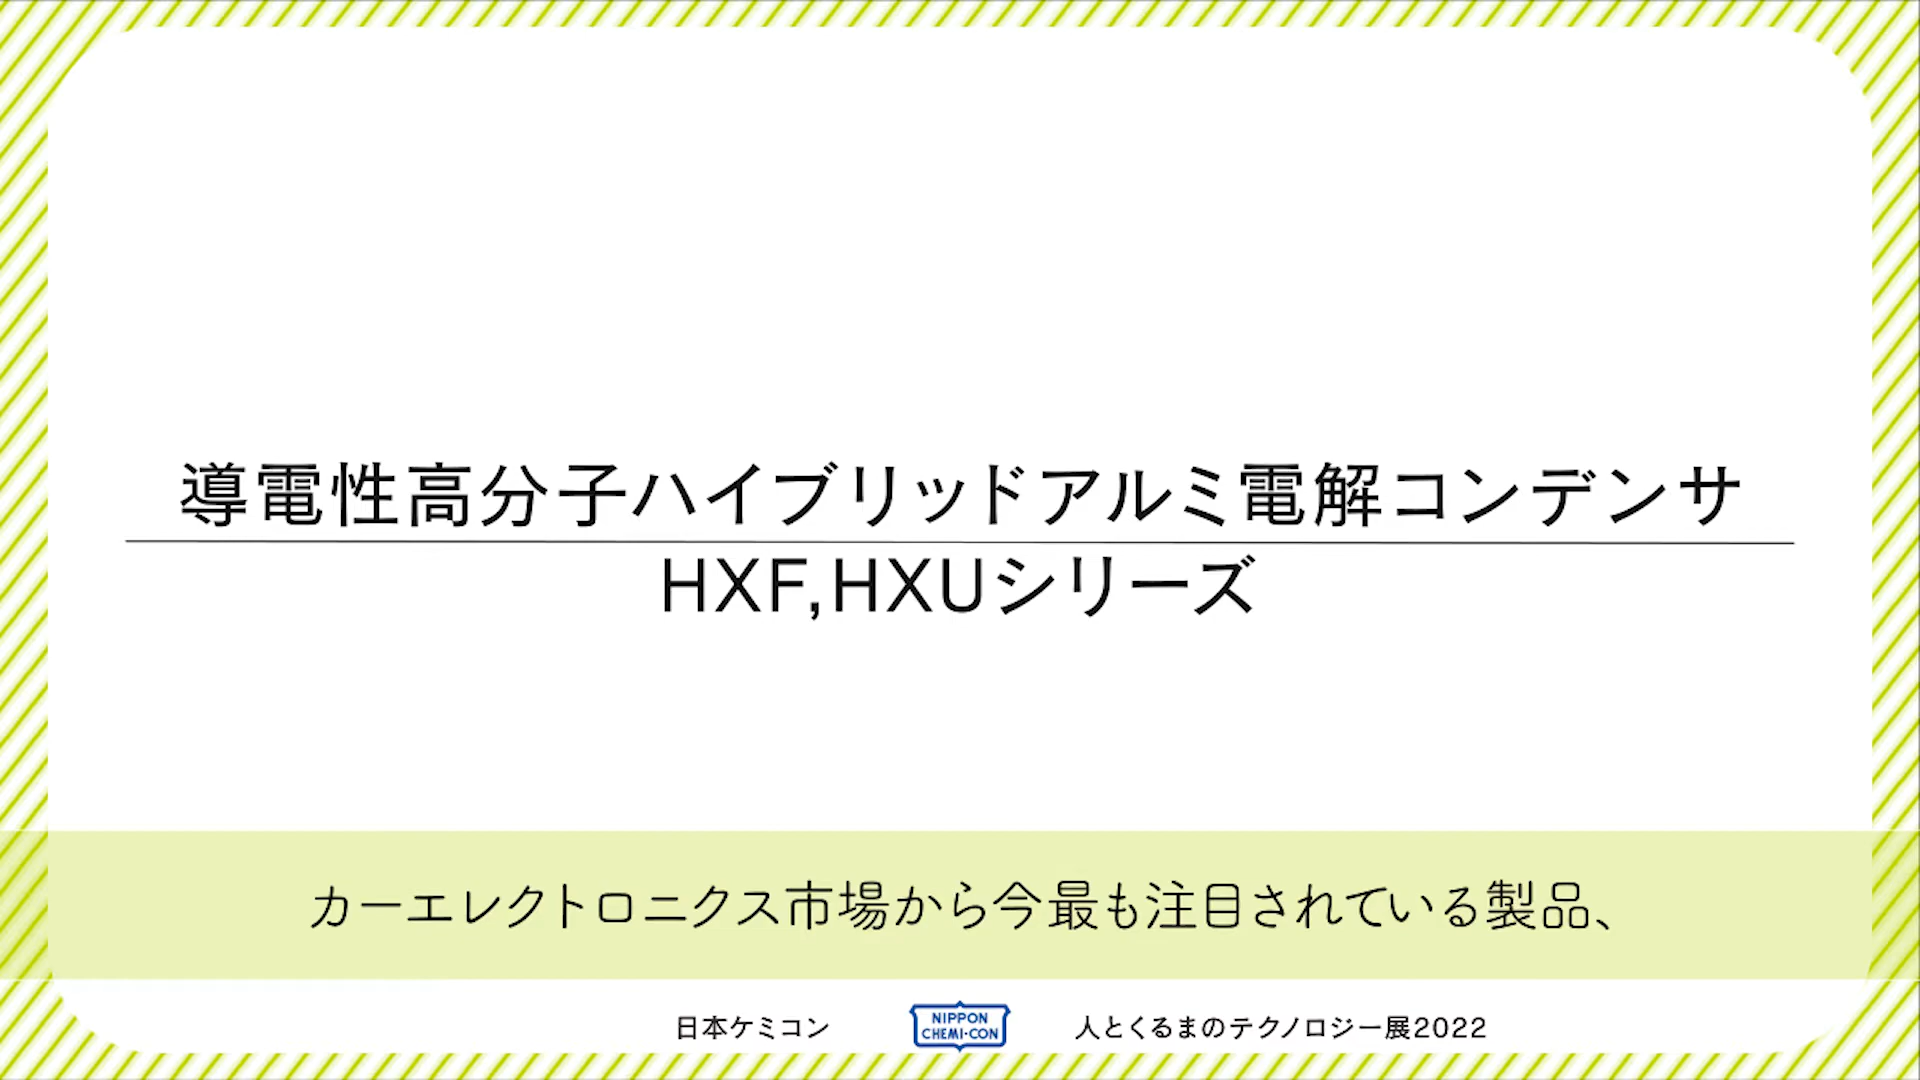 導電性高分子ハイブリッドアルミ電解コンデンサ
HXF,HXUシリーズ
カーエレクトロニクス市場から今最も注目されている製品、
日本ケミコン
NIPPON
CHEMI-CON
人とくるまのテクノロジー展2022